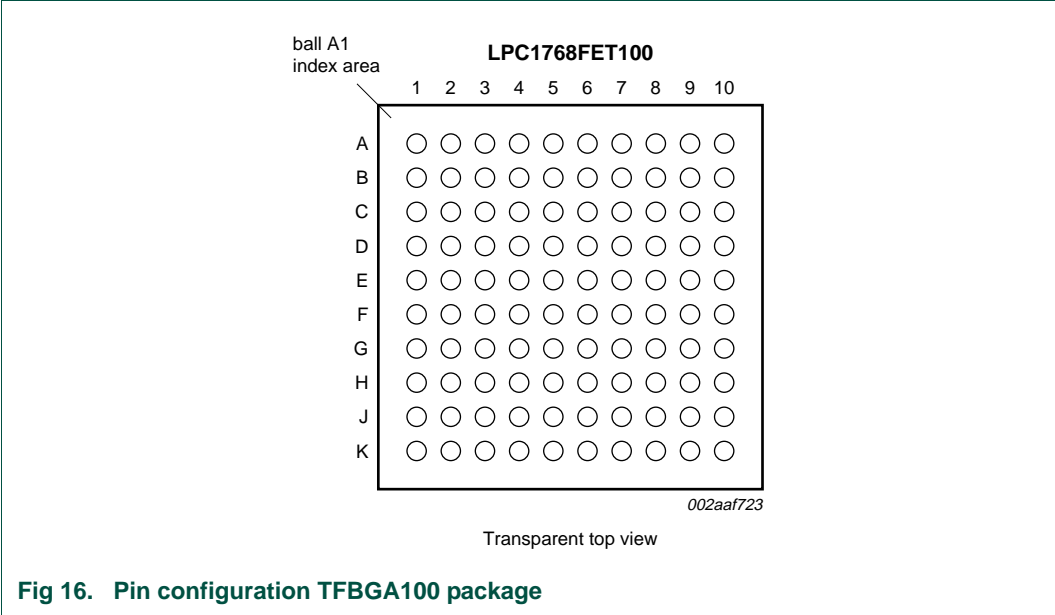 ball A1
index area
LPC1768FET100
1 2 3 4 5 6 7 8 9 10
A
B
C
D
E
F
G
H
J
K
002aaf723
Transparent top view
Fig 16. Pin configuration TFBGA100 package